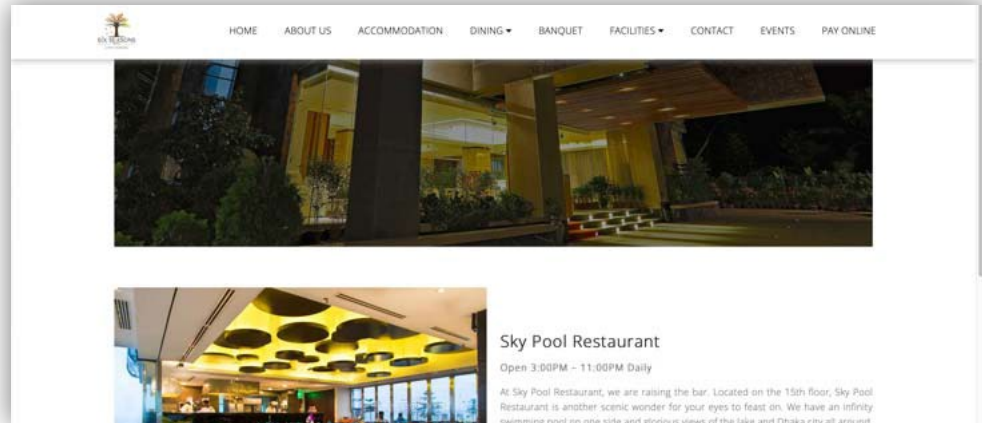 SIX SEASONS
HOME ABOUT US ACCOMMODATION DINING BANQUET FACILITIES CONTACT EVENTS PAY ONLINE
Sky Pool Restaurant
Open 3:00PM – 11:00PM Daily
At Sky Pool Restaurant, we are raising the bar. Located on the 15th floor, Sky Pool
Restaurant is another scenic wonder for your eyes to feast on. We have an infinity
swimming pool on one side and glorious views of the lake and Dhaka city all around.